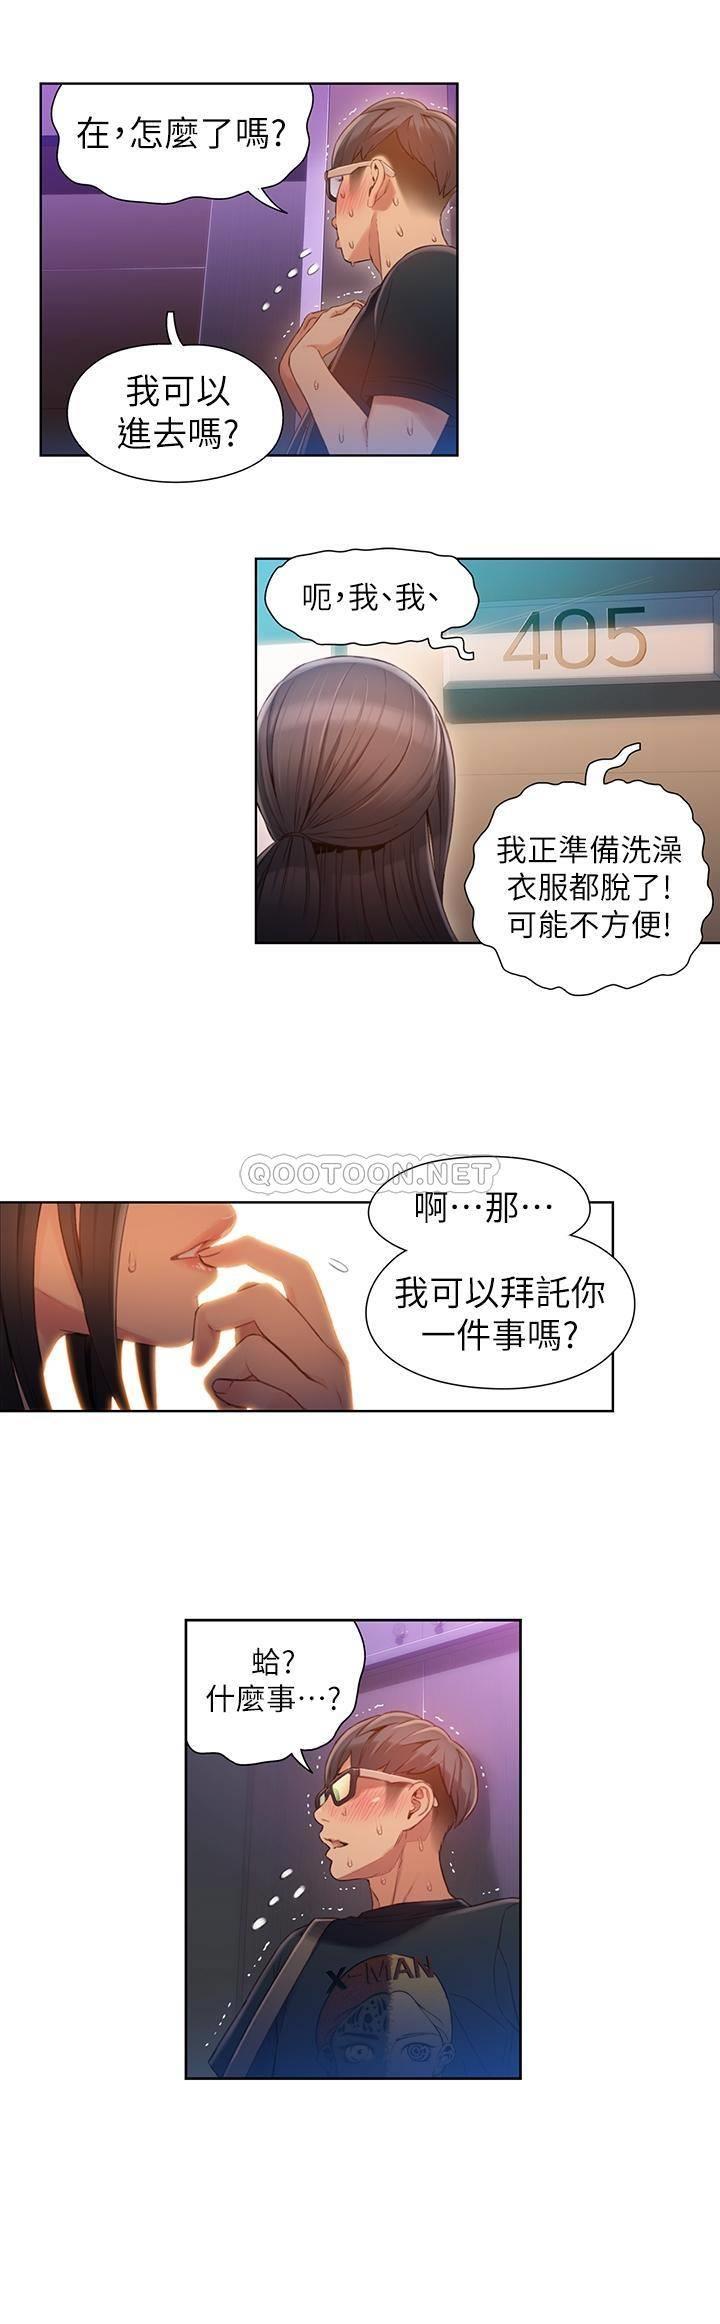 在，怎麼了嗎?
我可以
進去嗎?
呃，我、我、
405
我正準備洗澡
衣服都脫了!
可能不方便!
QOOTOON.NET
啊⋯那⋯
我可以拜託你
一件事嗎?
蛤?
什麼事⋯?
X-MAN